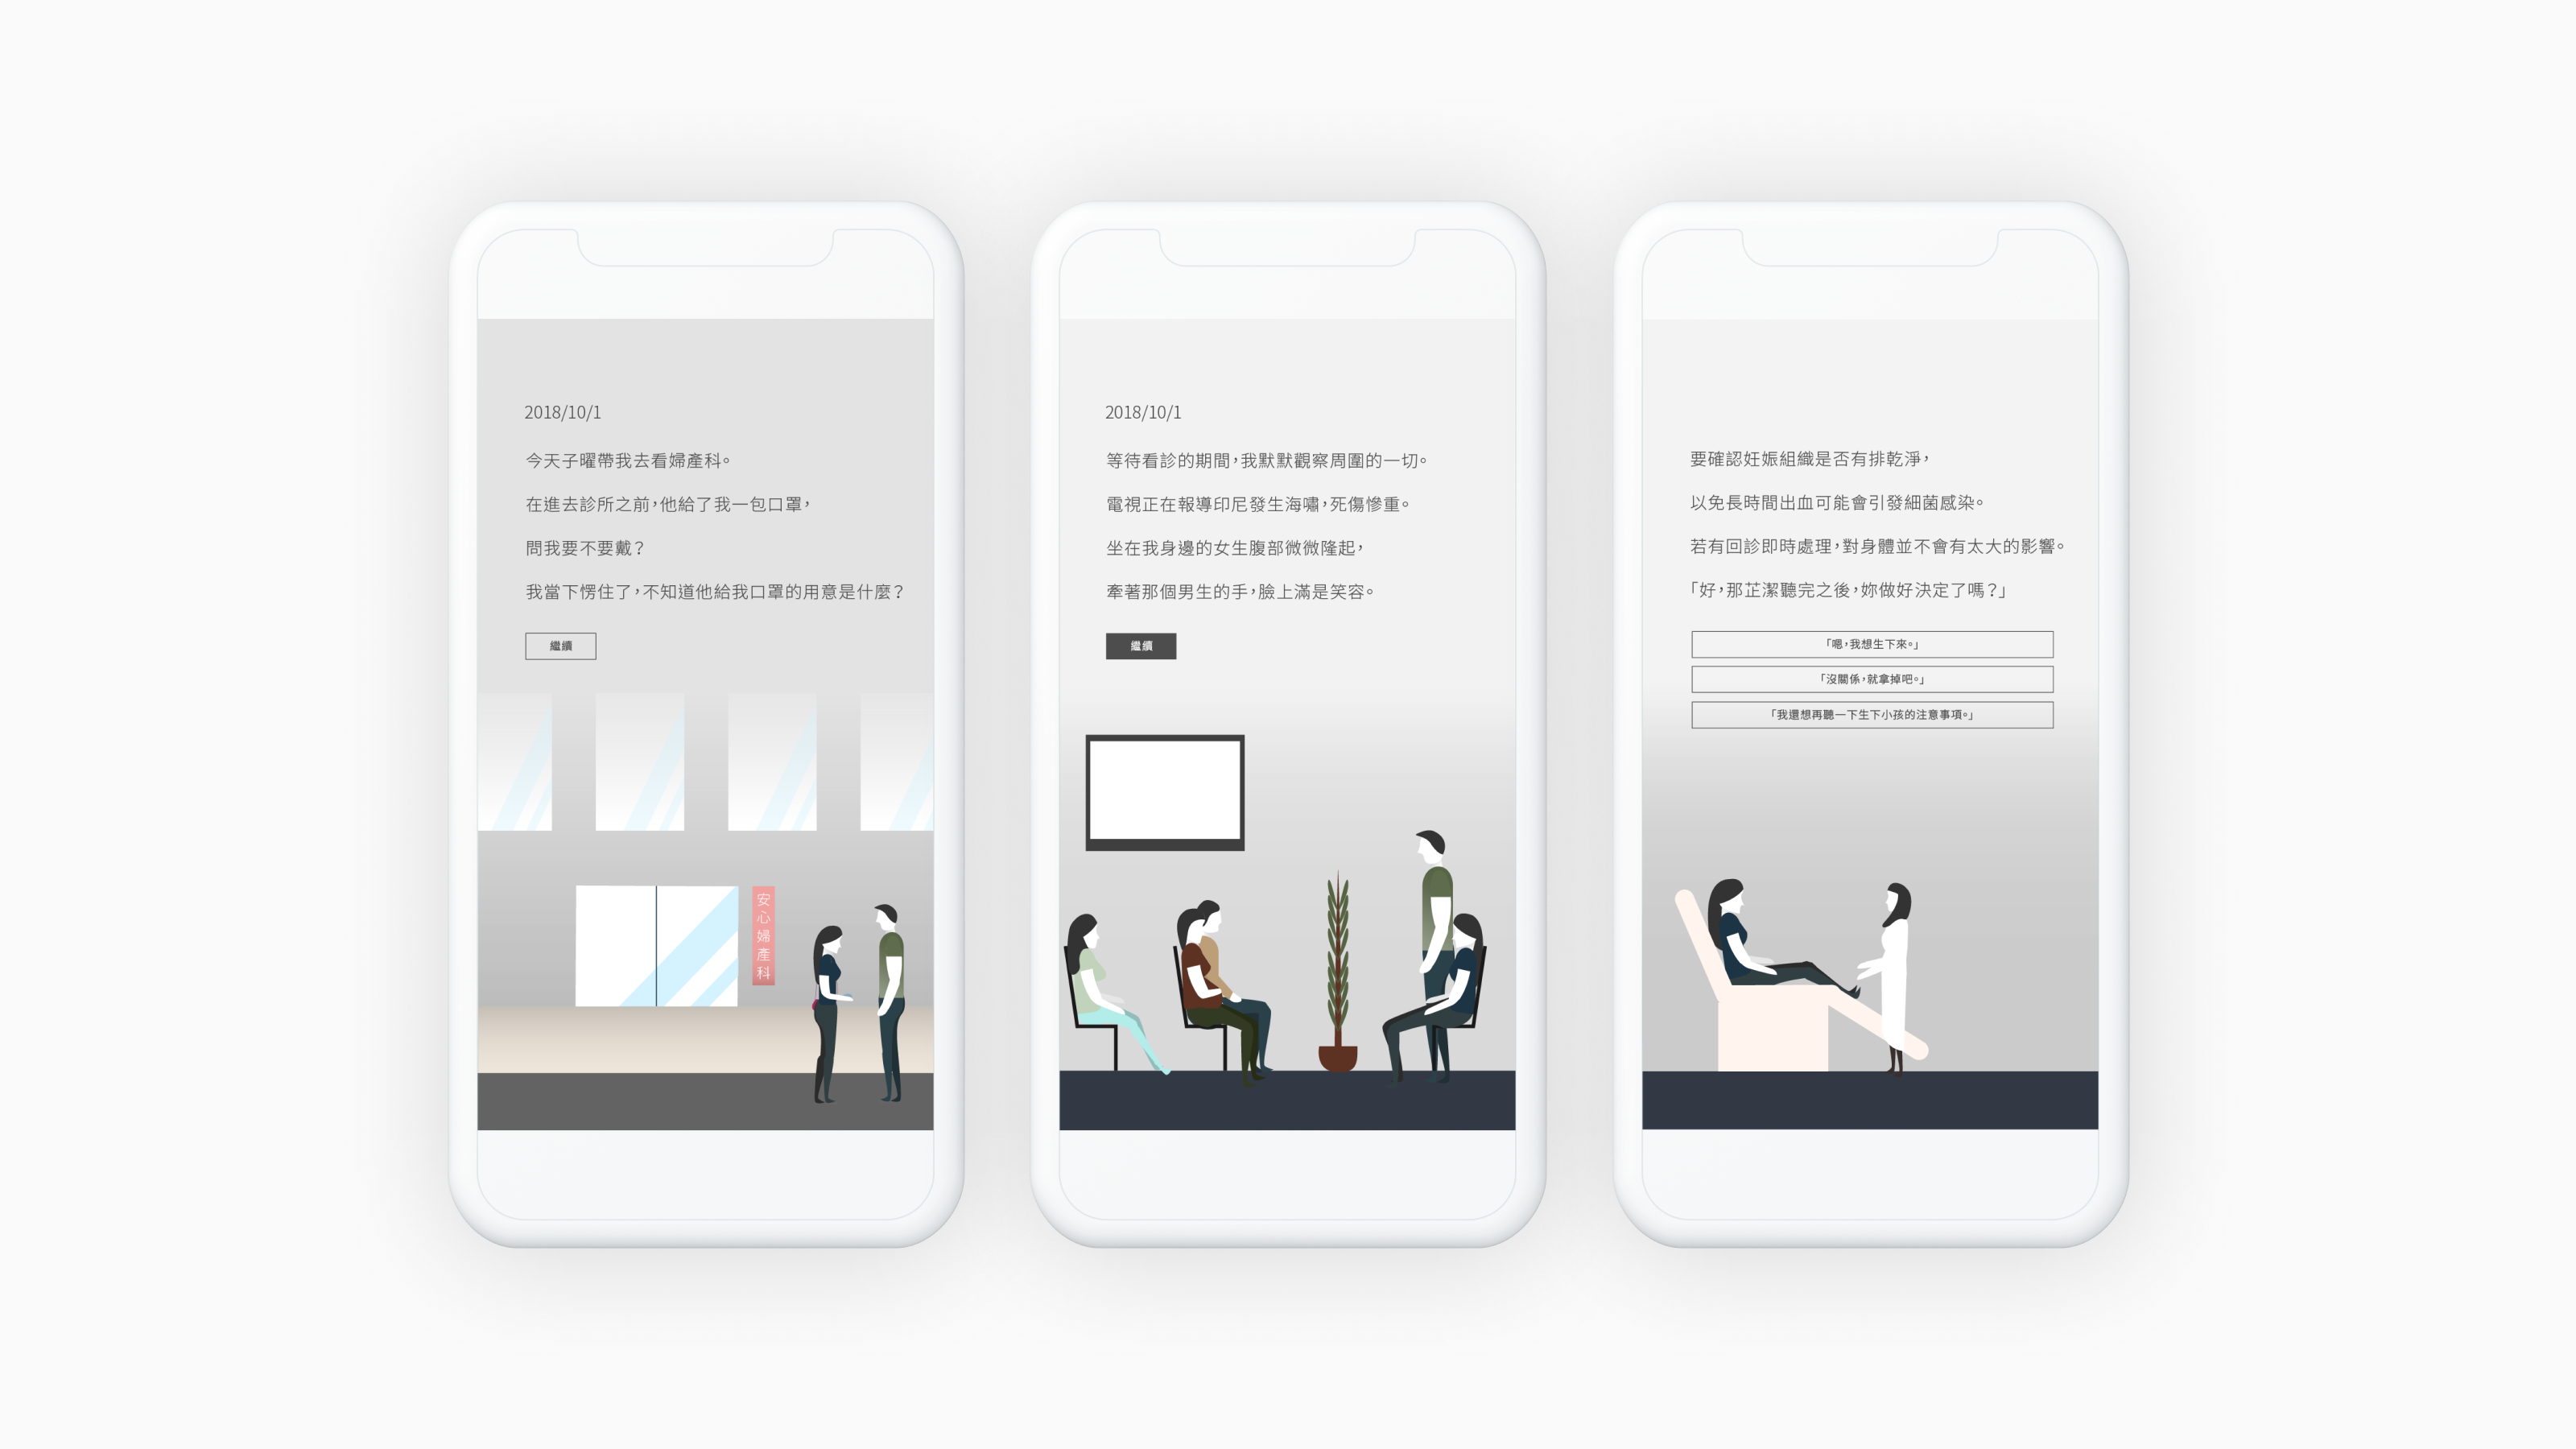 2018/10/1
今天子曜帶我去看婦產科。
在進去診所之前，他給了我一包口罩，
問我要不要戴？
我當下愣住了，不知道他給我口罩的用意是什麼？
繼續
安心婦產科
2018/10/1
等待看診的期間，我默默觀察周圍的一切。
電視正在報導印尼發生海嘯，死傷慘重。
坐在我身邊的女生腹部微微隆起，
牽著那個男生的手，臉上滿是笑容。
繼續
要確認妊娠組織是否有排乾淨，
以免長時間出血可能會引發細菌感染。
若有回診即時處理，對身體並不會有太大的影響。
「好，那芷潔聽完之後，妳做好決定了嗎？」
「嗯，我想生下來。」
「沒關係，就拿掉吧。」
「我還想再聽一下生下小孩的注意事項。」